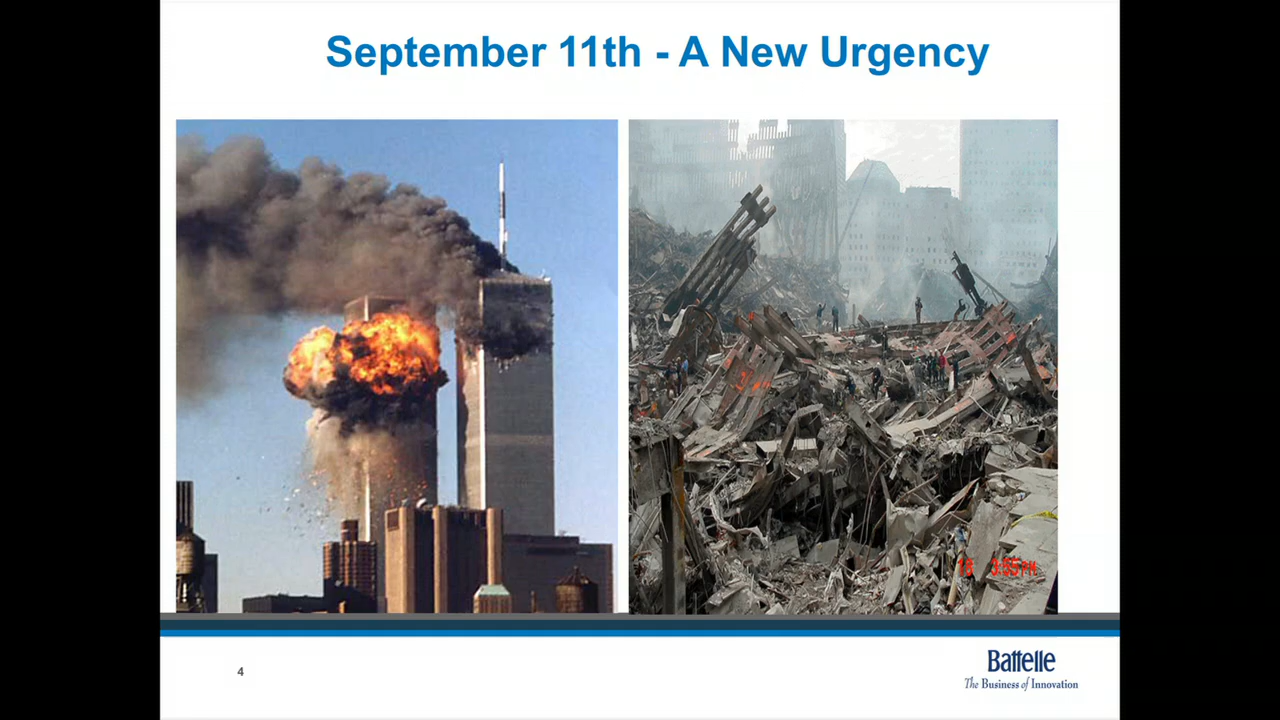 September 11th - A New Urgency
4
Battelle
The Business of Innovation